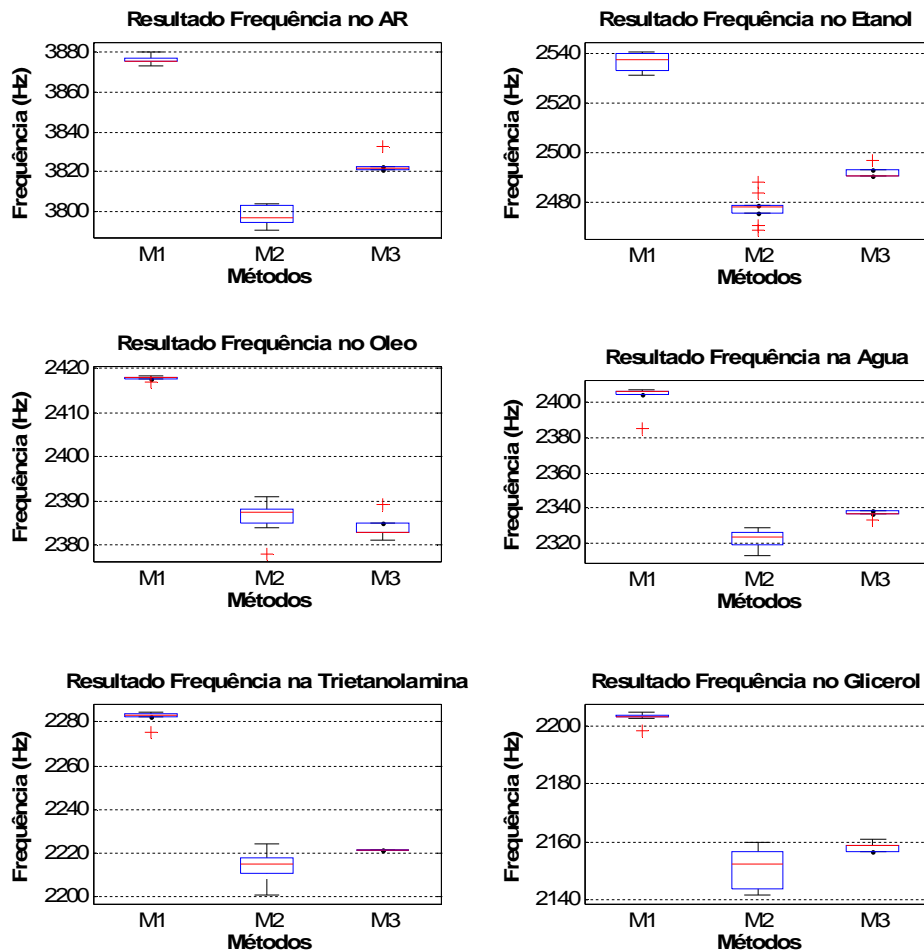 Resultado Frequência no AR
Frequência (Hz)
3880
3860
3840
3820
3800
M1
M2
M3
Métodos
Resultado Frequência no Etanol
Frequência (Hz)
2540
2520
2500
2480
M1
M2
M3
Métodos
Resultado Frequência no Oleo
Frequência (Hz)
2420
2410
2400
2390
2380
M1
M2
M3
Métodos
Resultado Frequência na Agua
Frequência (Hz)
2400
2380
2360
2340
2320
M1
M2
M3
Métodos
Resultado Frequência na Trietanolamina
Frequência (Hz)
2280
2260
2240
2220
2200
M1
M2
M3
Métodos
Resultado Frequência no Glicerol
Frequência (Hz)
2200
2180
2160
2140
M1
M2
M3
Métodos